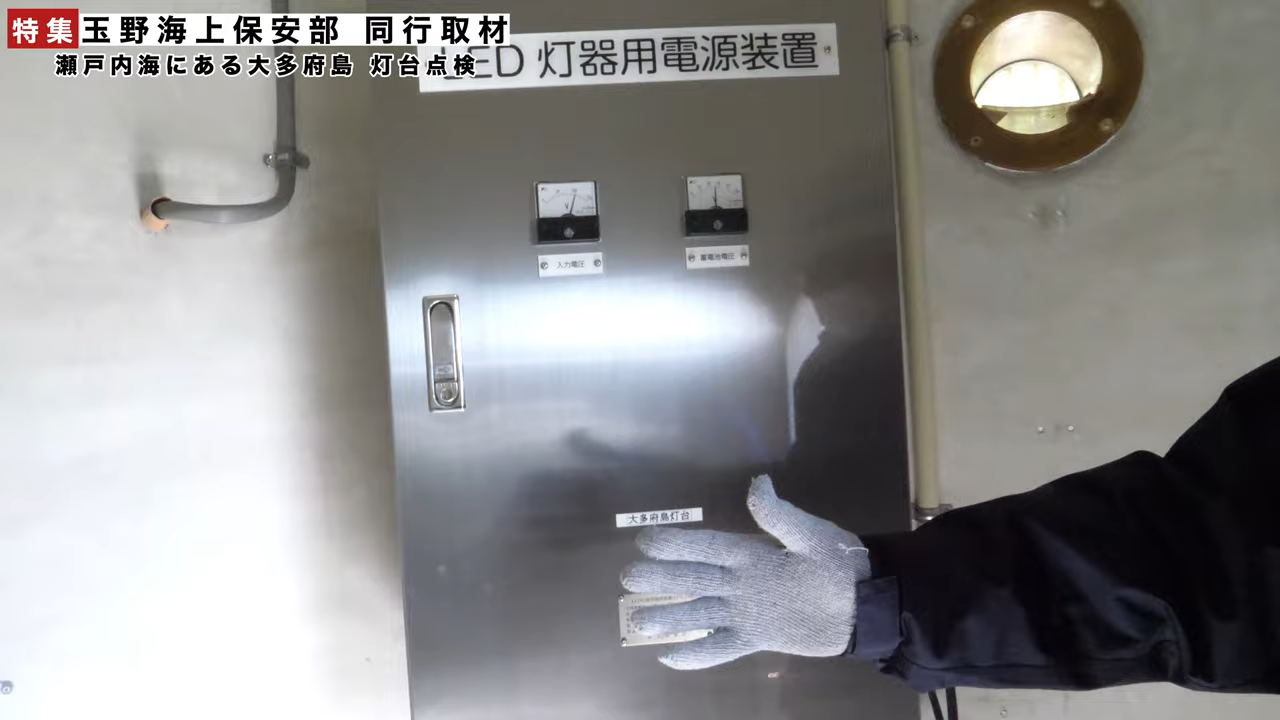 特集 玉野海上保安部 同行取材
瀬戸内海にある大多府島 灯台点検
LED 灯器用電源装置
入力電圧
蓄電池電圧
大多府島灯台